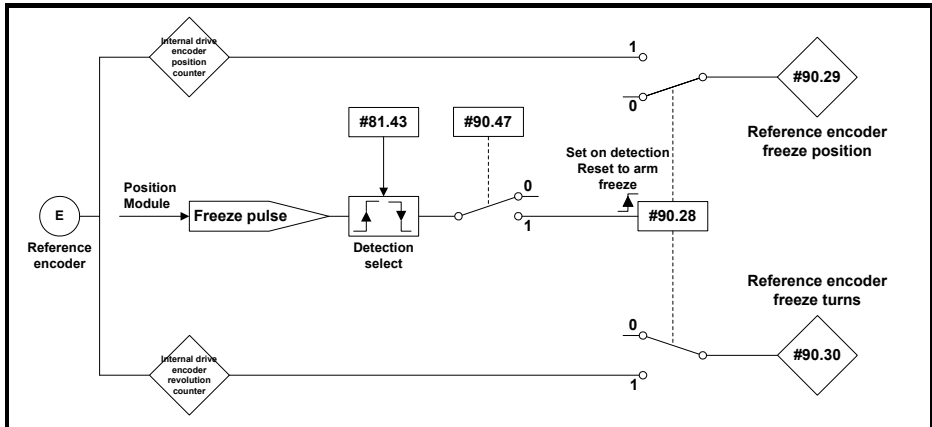 Internal drive
encoder
position
counter
1
#90.29
0
Reference encoder
freeze position
#81.43
#90.47
Set on detection
Reset to arm
freeze
Position
Module
0
E
Freeze pulse
1
#90.28
Reference
encoder
Detection
select
Reference encoder
freeze turns
0
#90.30
Internal drive
encoder
revolution
counter
1